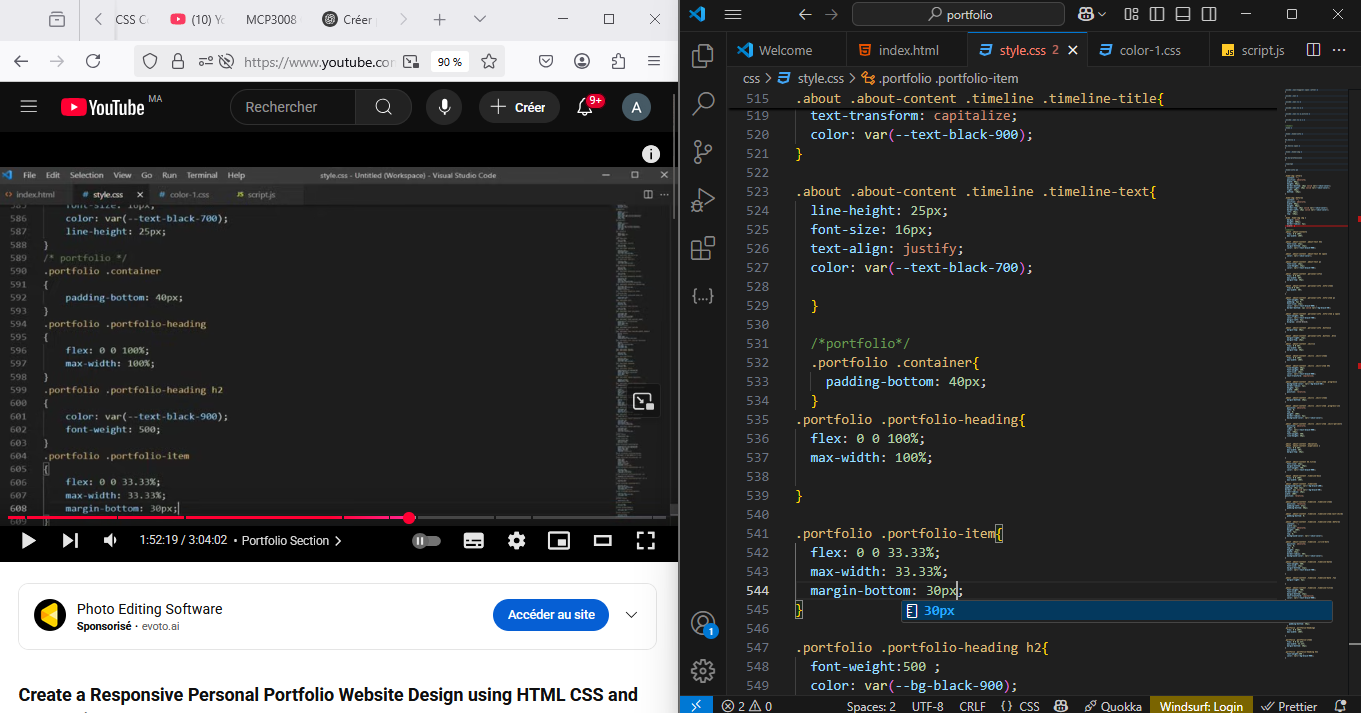 CSS C
(10) Yo
MCP3008
Créer
https://www.youtube.co
90 %
YouTube
MA
Rechercher
Créer
9+
A
File Edit Selection View Go Run Terminal Help
style.css - Untitled (Workspace) - Visual Studio Code
index.html
# style.css
# color-1.css
JS script.js
586 color: var(--text-black-700);
587 line-height: 25px;
588 }
589 /* portfolio */
590 .portfolio .container
591 {
592 padding-bottom: 40px;
593 }
594 .portfolio .portfolio-heading
595 {
596 flex: 0 0 100%;
597 max-width: 100%;
598 }
599 .portfolio .portfolio-heading h2
600 {
601 color: var(--text-black-900);
602 font-weight: 500;
603 }
604 .portfolio .portfolio-item
605 {
606 flex: 0 0 33.33%;
607 max-width: 33.33%;
608 margin-bottom: 30px;
609 }
1:52:19 / 3:04:02 • Portfolio Section
Photo Editing Software
Sponsorisé · evoto.ai
Accéder au site
Create a Responsive Personal Portfolio Website Design using HTML CSS and
portfolio
Welcome
index.html
style.css 2
color-1.css
JS script.js
css > style.css > .portfolio .portfolio-item
515 .about .about-content .timeline .timeline-title{
519 text-transform: capitalize;
520 color: var(--text-black-900);
521 }
522
523 .about .about-content .timeline .timeline-text{
524 line-height: 25px;
525 font-size: 16px;
526 text-align: justify;
527 color: var(--text-black-700);
528
529 }
530
531 /*portfolio*/
532 .portfolio .container{
533 padding-bottom: 40px;
534 }
535 .portfolio .portfolio-heading{
536 flex: 0 0 100%;
537 max-width: 100%;
538
539 }
540
541 .portfolio .portfolio-item{
542 flex: 0 0 33.33%;
543 max-width: 33.33%;
544 margin-bottom: 30px;
545 }
30px
546
547 .portfolio .portfolio-heading h2{
548 font-weight:500 ;
549 color: var(--bg-black-900);
1
2 0
Spaces: 2
UTF-8
CRLF
{} CSS
Quokka
Windsurf: Login
Prettier